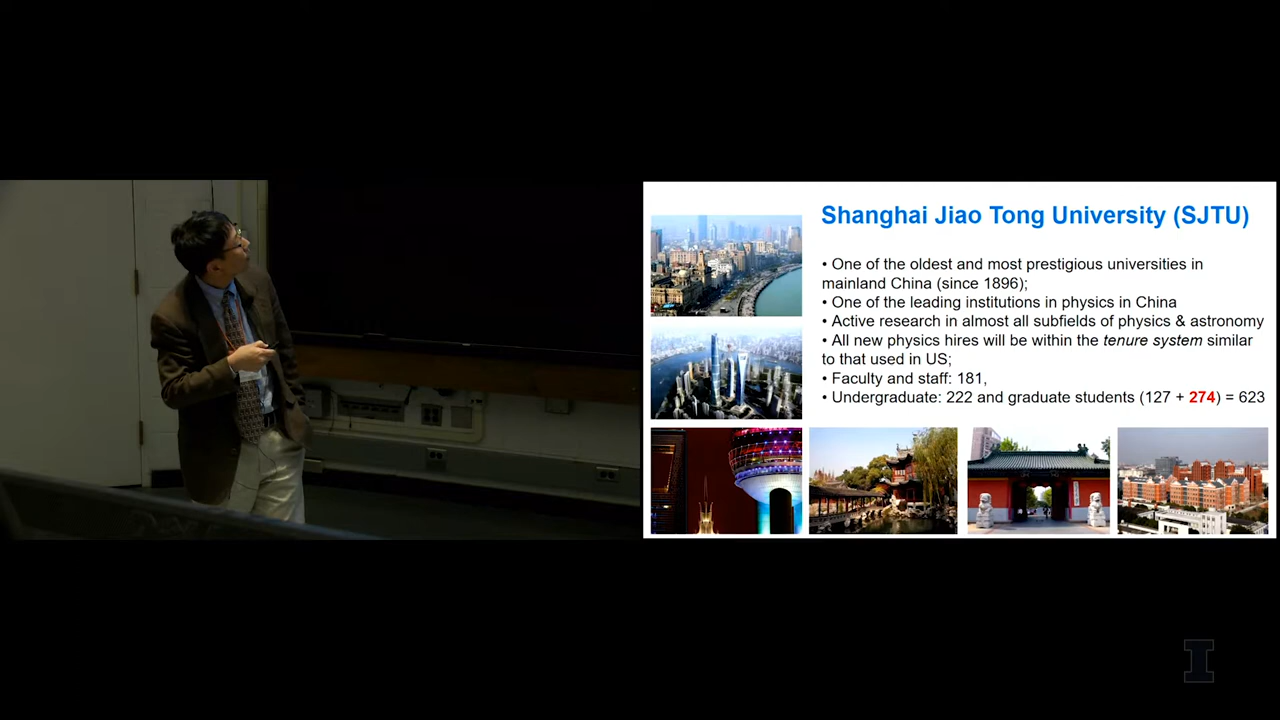 Shanghai Jiao Tong University (SJTU)
• One of the oldest and most prestigious universities in
mainland China (since 1896);
• One of the leading institutions in physics in China
• Active research in almost all subfields of physics & astronomy
• All new physics hires will be within the tenure system similar
to that used in US;
• Faculty and staff: 181,
• Undergraduate: 222 and graduate students (127 + 274) = 623